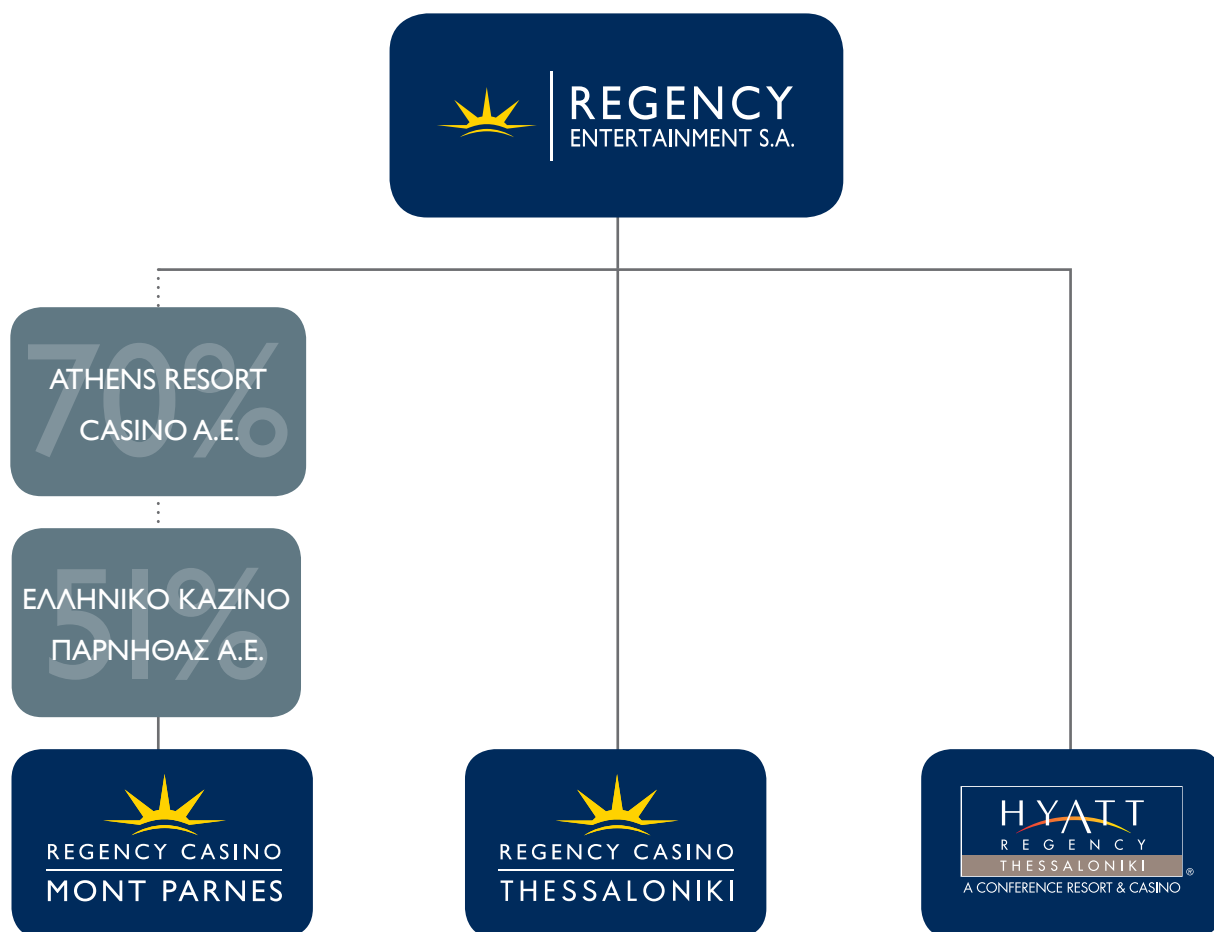 REGENCY
ENTERTAINMENT S.A.
70%
ATHENS RESORT
CASINO A.E.
51%
ΕΛΛΗΝΙΚΟ ΚΑΖΙΝΟ
ΠΑΡΝΗΘΑΣ Α.Ε.
REGENCY CASINO
MONT PARNES
REGENCY CASINO
THESSALONIKI
HYATT
REGENCY
THESSALONIKI
®
A CONFERENCE RESORT & CASINO